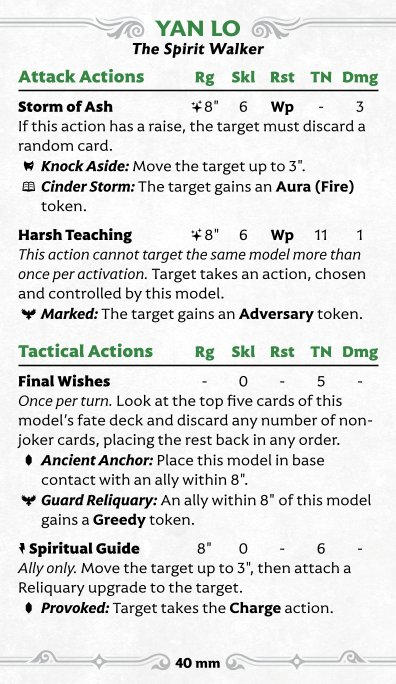 YAN LO
The Spirit Walker
Attack Actions Rg Skl Rst TN Dmg
Storm of Ash 8" 6 Wp - 3
If this action has a raise, the target must discard a
random card.
Knock Aside: Move the target up to 3".
Cinder Storm: The target gains an Aura (Fire)
token.
Harsh Teaching 8" 6 Wp 11 1
This action cannot target the same model more than
once per activation. Target takes an action, chosen
and controlled by this model.
Marked: The target gains an Adversary token.
Tactical Actions Rg Skl Rst TN Dmg
Final Wishes - 0 - 5 -
Once per turn. Look at the top five cards of this
model's fate deck and discard any number of non-
joker cards, placing the rest back in any order.
Ancient Anchor: Place this model in base
contact with an ally within 8".
Guard Reliquary: An ally within 8" of this model
gains a Greedy token.
Spiritual Guide 8" 0 - 6 -
Ally only. Move the target up to 3", then attach a
Reliquary upgrade to the target.
Provoked: Target takes the Charge action.
40 mm